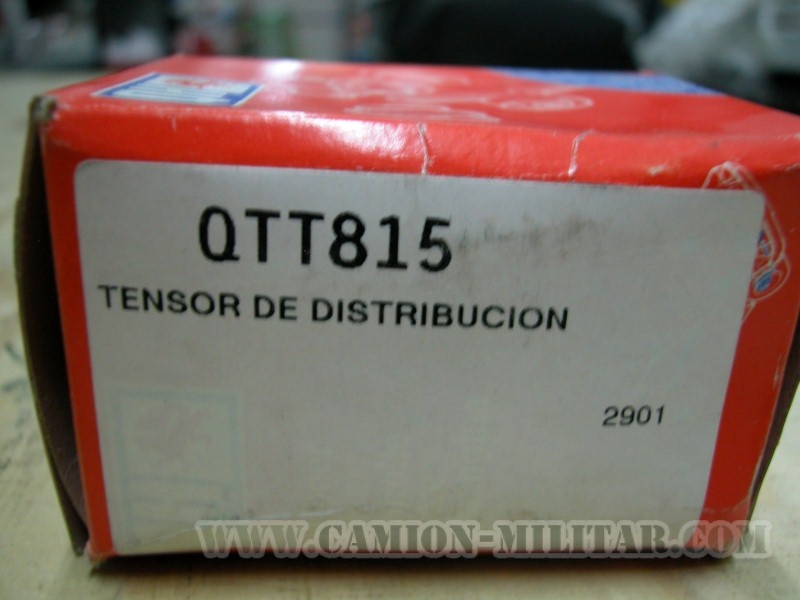 QTT815
TENSOR DE DISTRIBUCION
2901
WWW.CAMION-MILITAR.COM